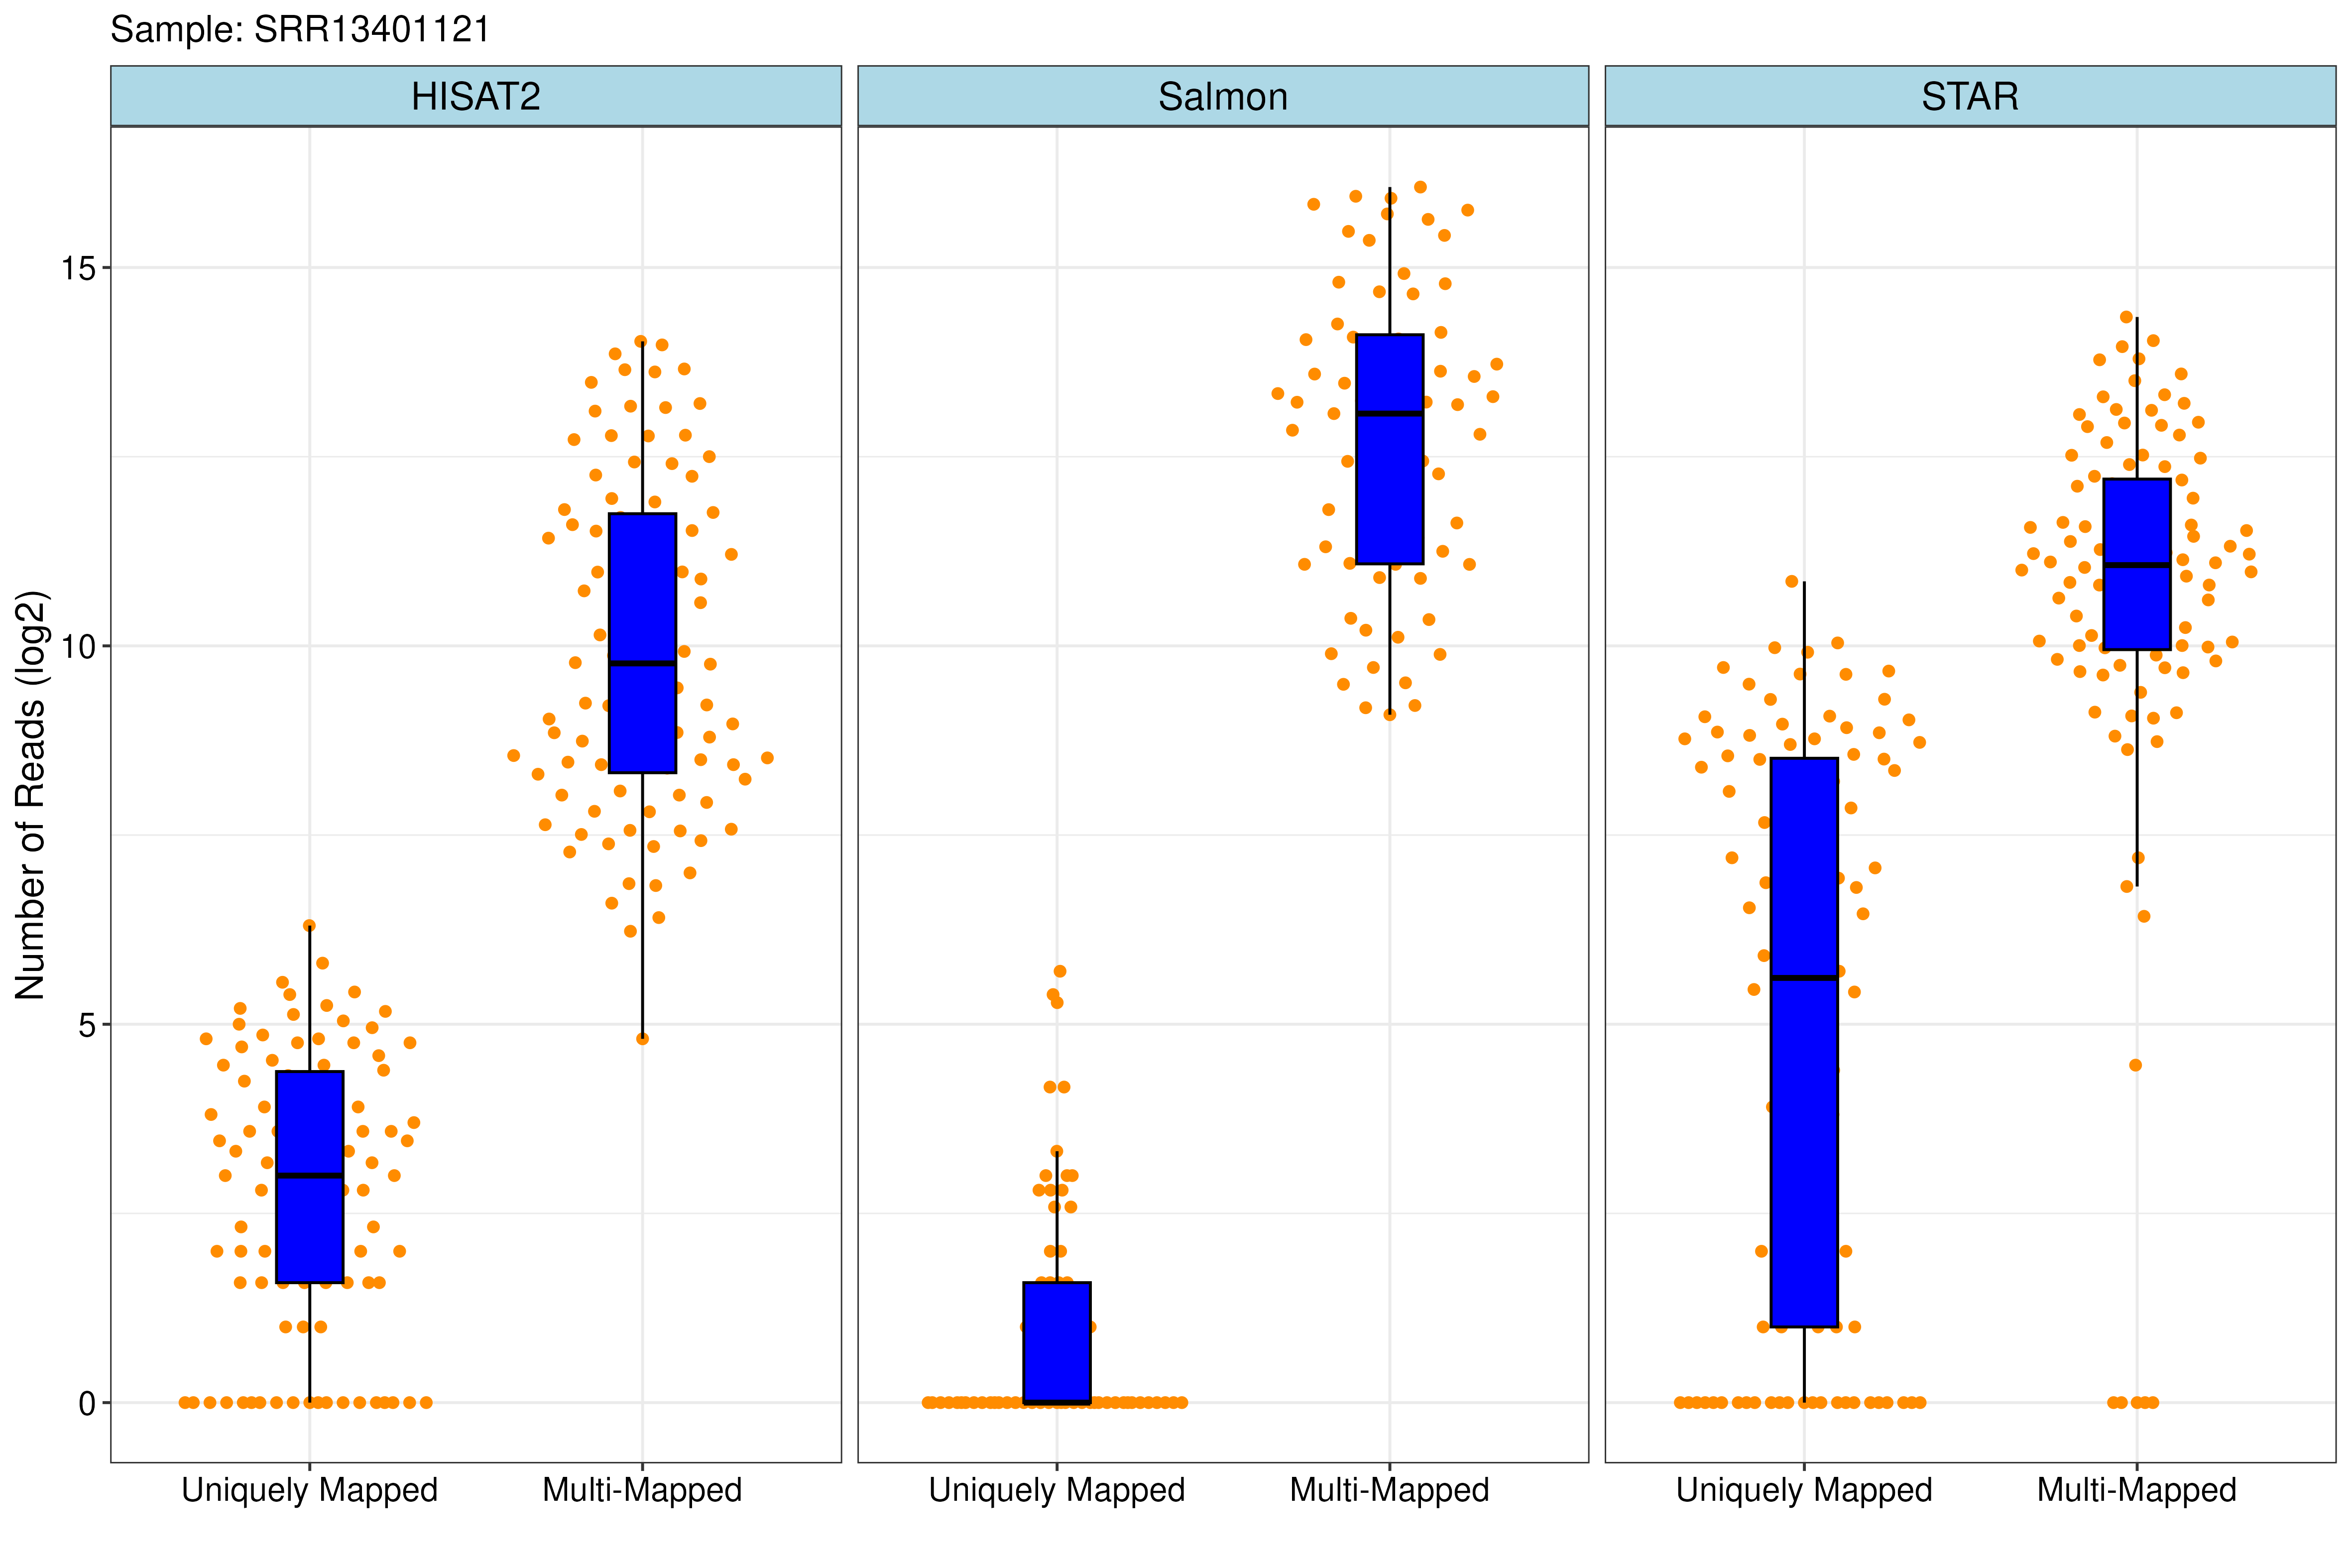 Sample: SRR13401121
HISAT2
Salmon
STAR
Number of Reads (log2)
15
10
5
0
Uniquely Mapped
Multi-Mapped
Uniquely Mapped
Multi-Mapped
Uniquely Mapped
Multi-Mapped